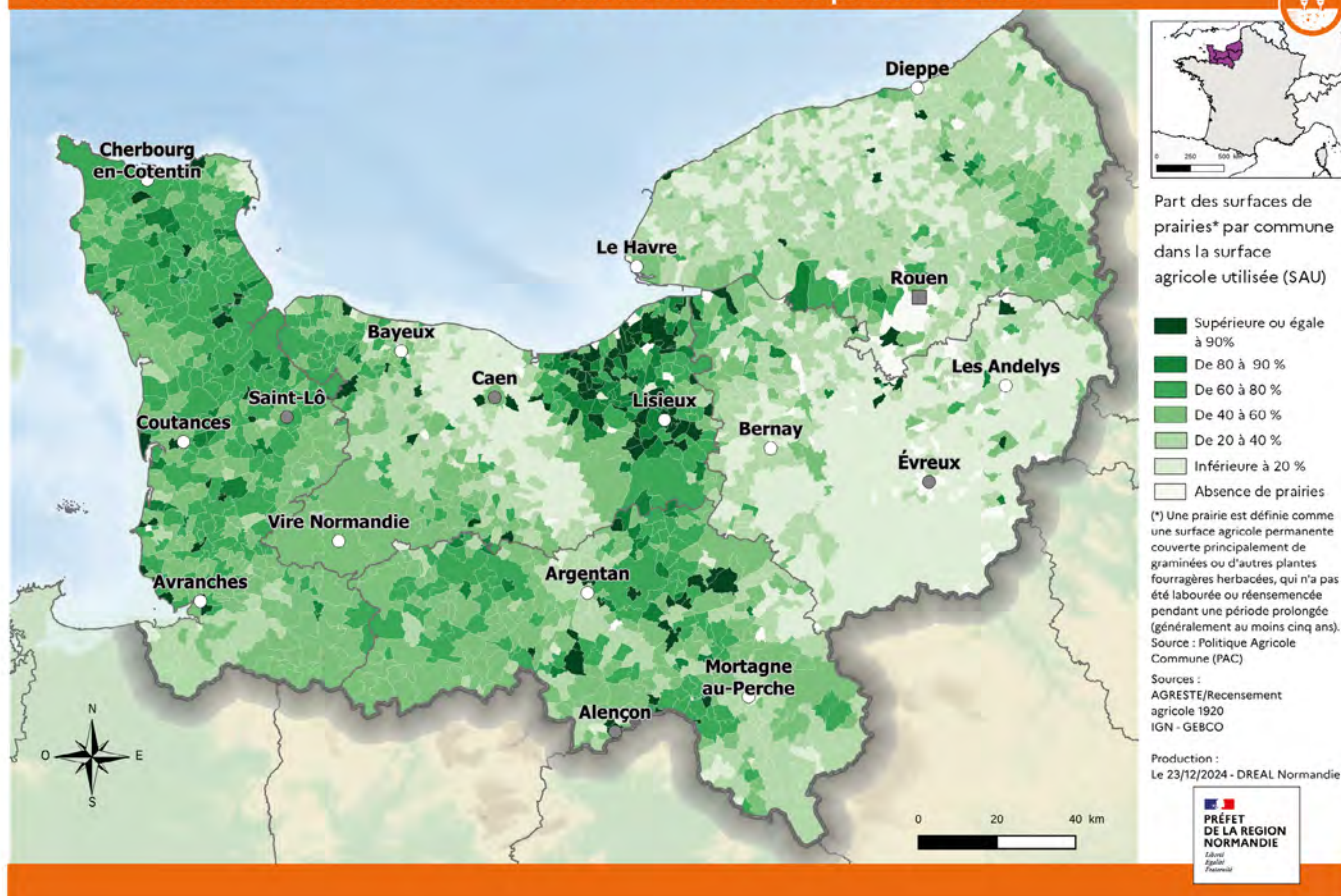 Dieppe
Cherbourg
en-Cotentin
Le Havre
Rouen
Bayeux
Caen
Les Andelys
Saint-Lô
Lisieux
Coutances
Bernay
Évreux
Vire Normandie
Argentan
Avranches
Mortagne
au-Perche
Alençon
N
O
E
S
0 20 40 km
0 250 500 km
Part des surfaces de
prairies* par commune
dans la surface
agricole utilisée (SAU)
Supérieure ou égale
à 90%
De 80 à 90 %
De 60 à 80 %
De 40 à 60 %
De 20 à 40 %
Inférieure à 20 %
Absence de prairies
(*) Une prairie est définie comme
une surface agricole permanente
couverte principalement de
graminées ou d'autres plantes
fourragères herbacées, qui n'a pas
été labourée ou réensemencée
pendant une période prolongée
(généralement au moins cinq ans).
Source : Politique Agricole
Commune (PAC)
Sources :
AGRESTE/Recensement
agricole 1920
IGN - GEBCO
Production :
Le 23/12/2024 - DREAL Normandie
PRÉFET
DE LA REGION
NORMANDIE
Liberté
Égalité
Fraternité